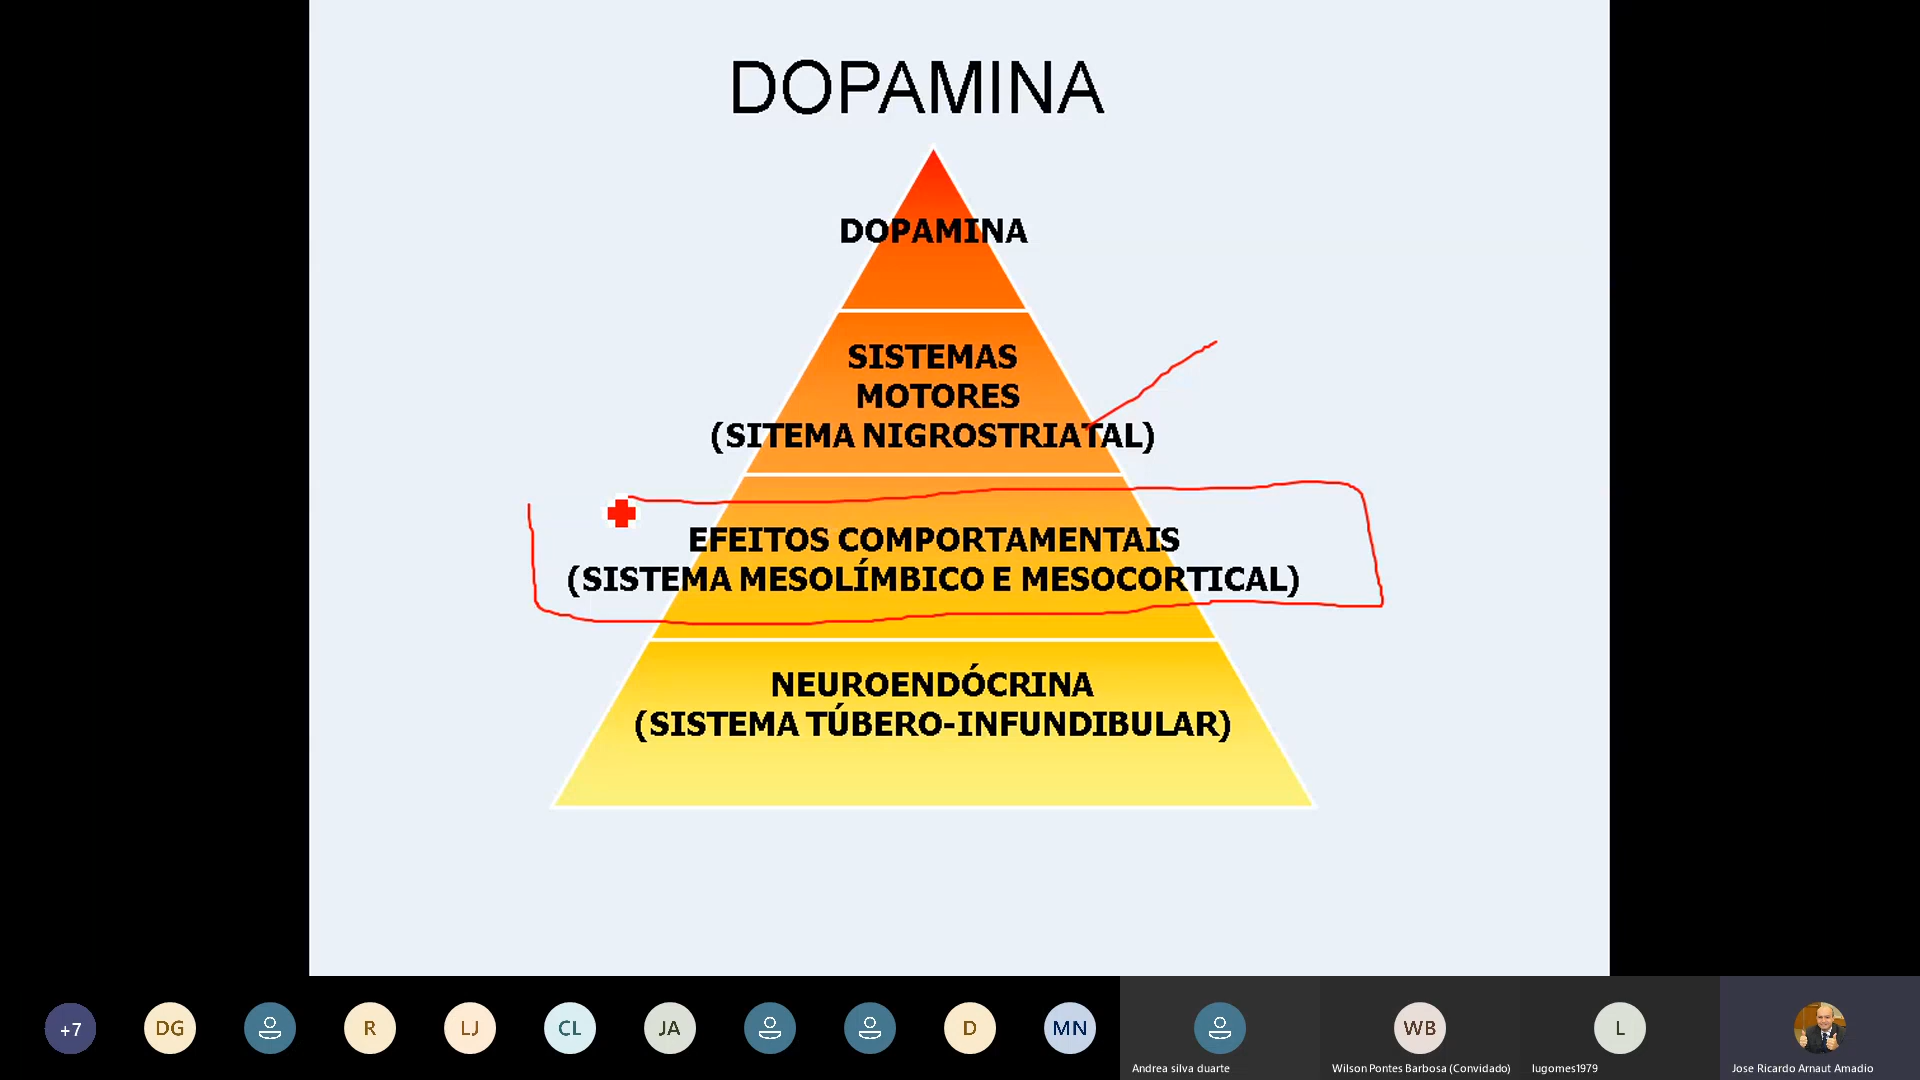 DOPAMINA
DOPAMINA
SISTEMAS
MOTORES
(SITEMA NIGROSTRIATAL)
EFEITOS COMPORTAMENTAIS
(SISTEMA MESOLÍMBICO E MESOCORTICAL)
NEUROENDÓCRINA
(SISTEMA TÚBERO-INFUNDIBULAR)
+7
DG
R
LJ
CL
JA
D
MN
WB
L
Andrea silva duarte
Wilson Pontes Barbosa (Convidado)
lugomes1979
Jose Ricardo Arnaut Amadio